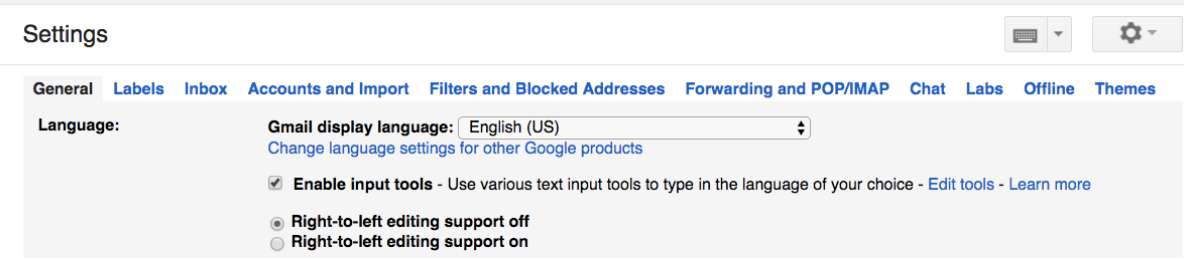 Settings
General Labels Inbox Accounts and Import Filters and Blocked Addresses Forwarding and POP/IMAP Chat Labs Offline Themes
Language: Gmail display language: English (US)
Change language settings for other Google products
Enable input tools - Use various text input tools to type in the language of your choice - Edit tools - Learn more
Right-to-left editing support off
Right-to-left editing support on